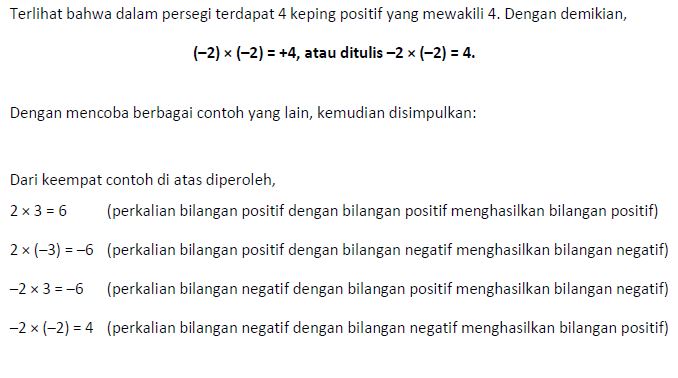 Terlihat bahwa dalam persegi terdapat 4 keping positif yang mewakili 4. Dengan demikian,
(–2) × (–2) = +4, atau ditulis –2 × (–2) = 4.
Dengan mencoba berbagai contoh yang lain, kemudian disimpulkan:
Dari keempat contoh di atas diperoleh,
2 × 3 = 6 (perkalian bilangan positif dengan bilangan positif menghasilkan bilangan positif)
2 × (–3) = –6 (perkalian bilangan positif dengan bilangan negatif menghasilkan bilangan negatif)
–2 × 3 = –6 (perkalian bilangan negatif dengan bilangan positif menghasilkan bilangan negatif)
–2 × (–2) = 4 (perkalian bilangan negatif dengan bilangan negatif menghasilkan bilangan positif)